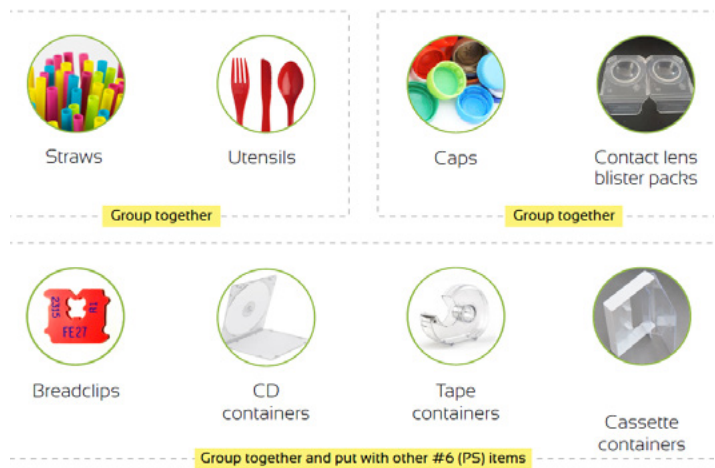 Straws
Utensils
Caps
Contact lens
blister packs
Group together
Group together
2315
FE27
Breadclips
CD
containers
Tape
containers
Cassette
containers
Group together and put with other #6 (PS) items